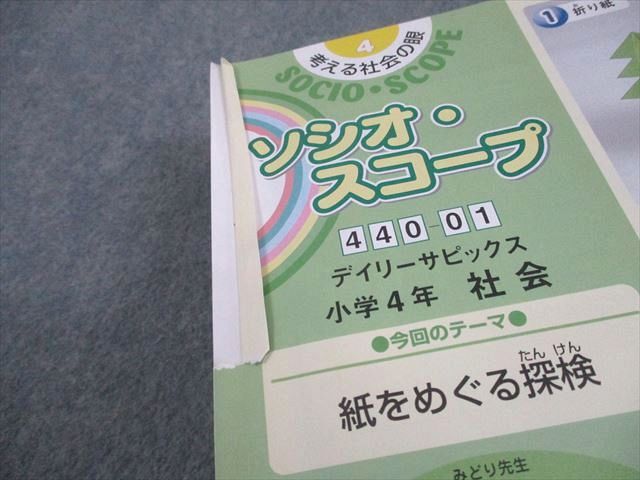 4
考える社会の眼
SOCIO・SCOPE
ソシオ・
スコープ
440-01
デイリーサピックス
小学4年 社会
●今回のテーマ●
たんけん
紙をめぐる探検
みどり先生
1 折り紙